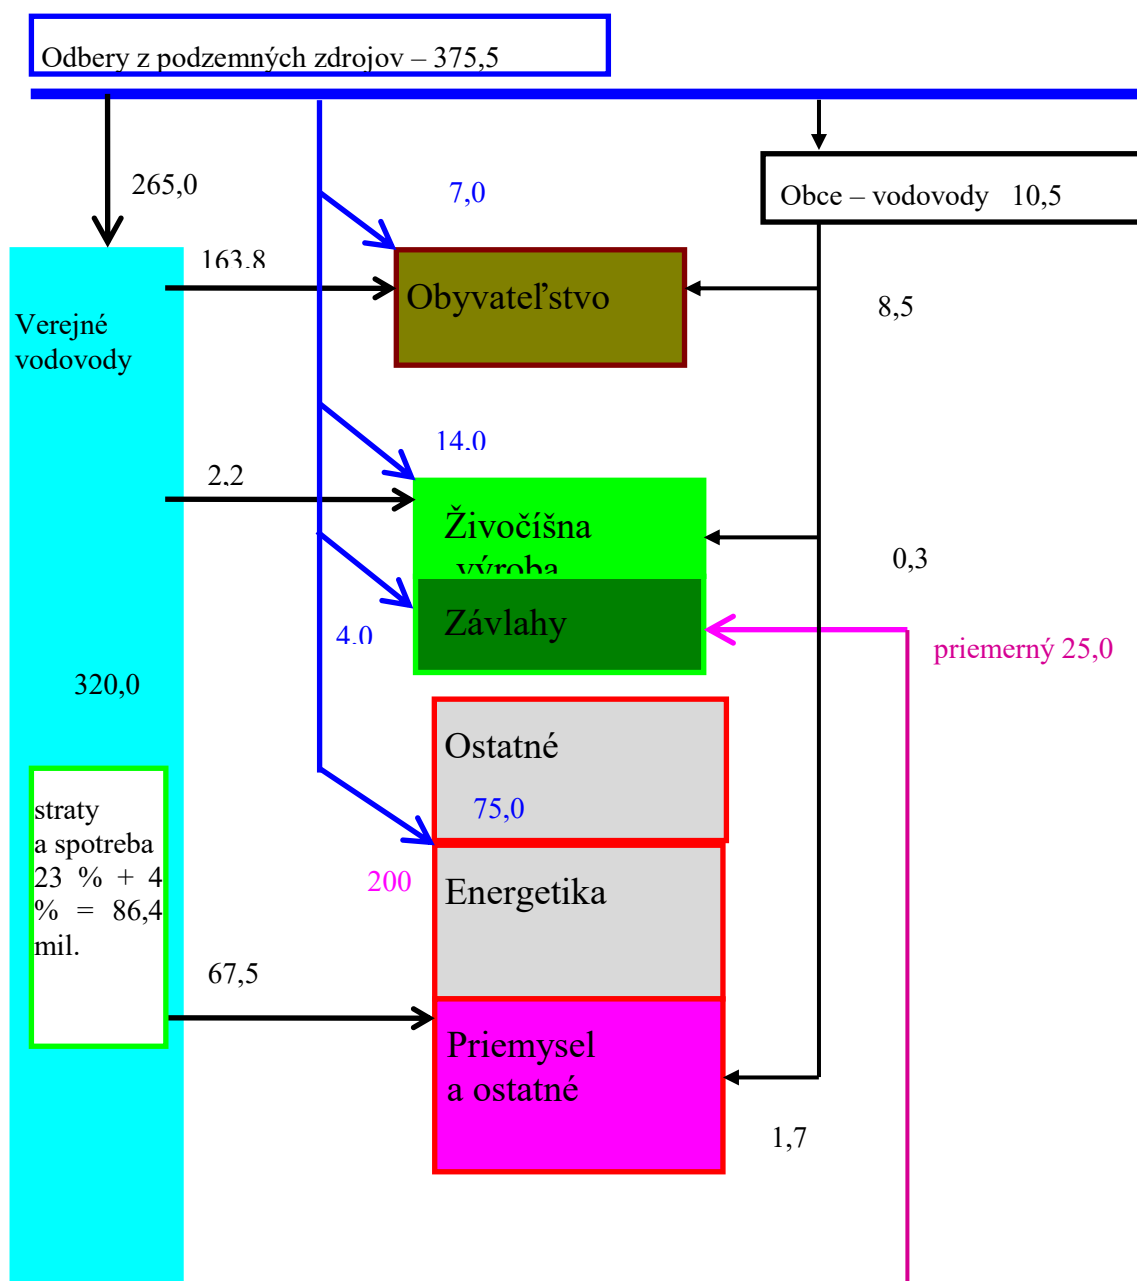 Odbery z podzemných zdrojov – 375,5
265,0
7,0
Obce – vodovody 10,5
163,8
Obyvateľstvo
8,5
Verejné
vodovody
14,0
2,2
Živočíšna
výroba
0,3
Závlahy
4,0
priemerný 25,0
320,0
Ostatné
75,0
straty
a spotreba
23 % + 4
% = 86,4
mil.
200
Energetika
67,5
Priemysel
a ostatné
1,7